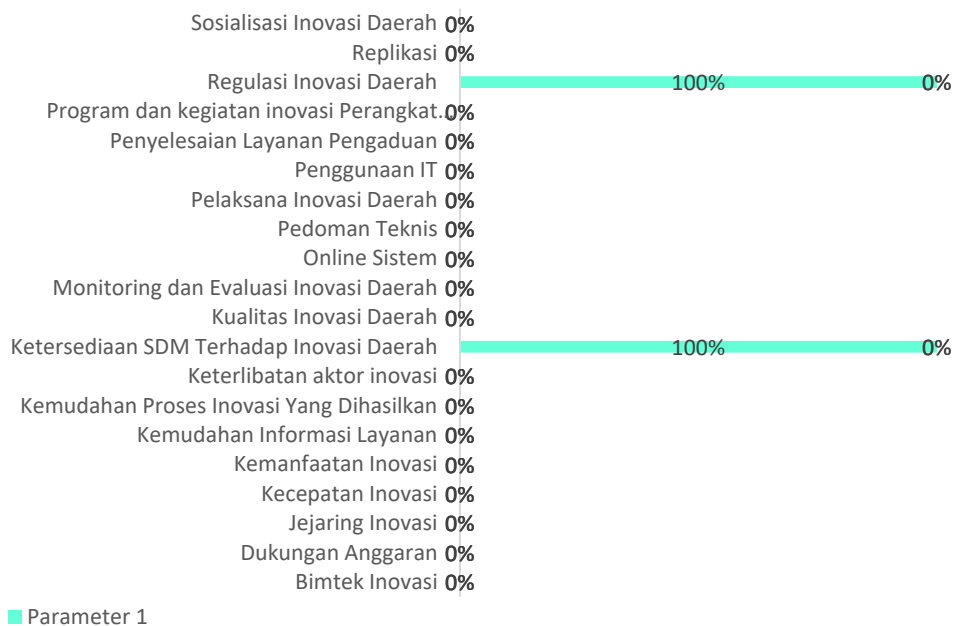 Sosialisasi Inovasi Daerah 0%
Replikasi 0%
Regulasi Inovasi Daerah 100% 0%
Program dan kegiatan inovasi Perangkat... 0%
Penyelesaian Layanan Pengaduan 0%
Penggunaan IT 0%
Pelaksana Inovasi Daerah 0%
Pedoman Teknis 0%
Online Sistem 0%
Monitoring dan Evaluasi Inovasi Daerah 0%
Kualitas Inovasi Daerah 0%
Ketersediaan SDM Terhadap Inovasi Daerah 100% 0%
Keterlibatan aktor inovasi 0%
Kemudahan Proses Inovasi Yang Dihasilkan 0%
Kemudahan Informasi Layanan 0%
Kemanfaatan Inovasi 0%
Kecepatan Inovasi 0%
Jejaring Inovasi 0%
Dukungan Anggaran 0%
Bimtek Inovasi 0%
Parameter 1